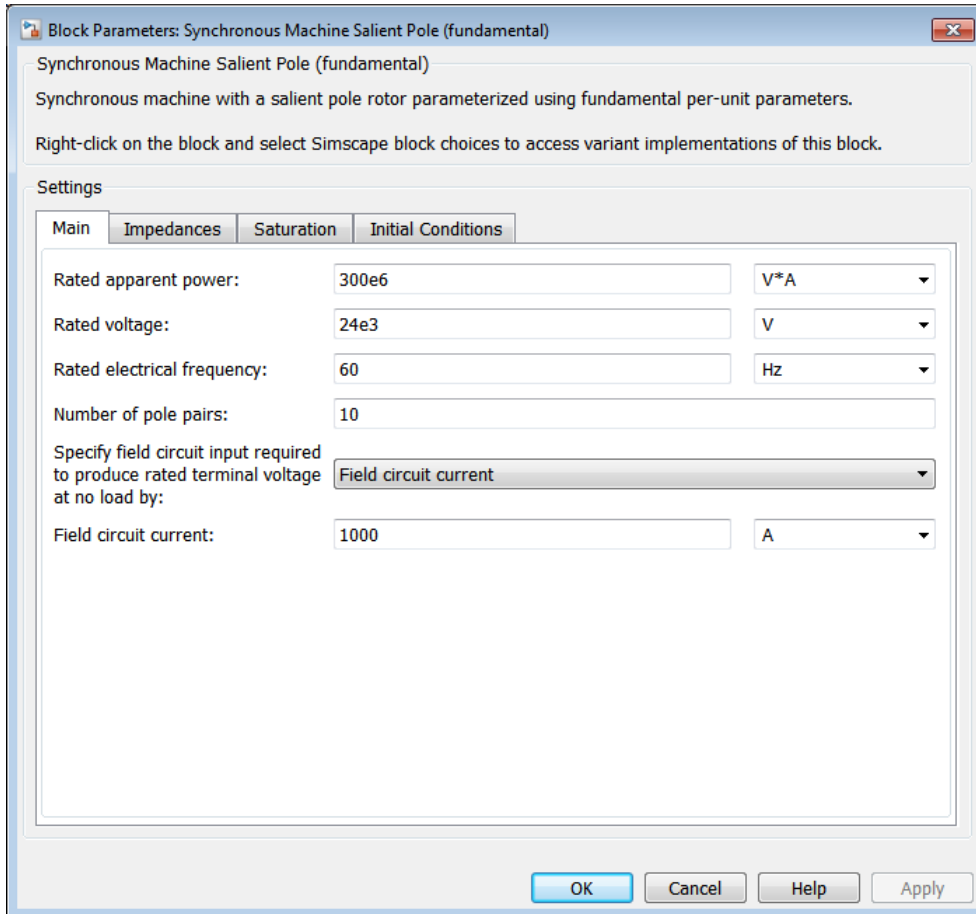 Block Parameters: Synchronous Machine Salient Pole (fundamental)
Synchronous Machine Salient Pole (fundamental)
Synchronous machine with a salient pole rotor parameterized using fundamental per-unit parameters.
Right-click on the block and select Simscape block choices to access variant implementations of this block.
Settings
Main Impedances Saturation Initial Conditions
Rated apparent power: 300e6 V*A
Rated voltage: 24e3 V
Rated electrical frequency: 60 Hz
Number of pole pairs: 10
Specify field circuit input required
to produce rated terminal voltage Field circuit current
at no load by:
Field circuit current: 1000 A
OK Cancel Help Apply